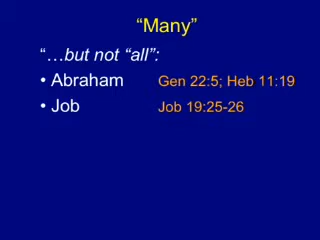 “Many”
“…but not “all”:
• Abraham Gen 22:5; Heb 11:19
• Job Job 19:25-26